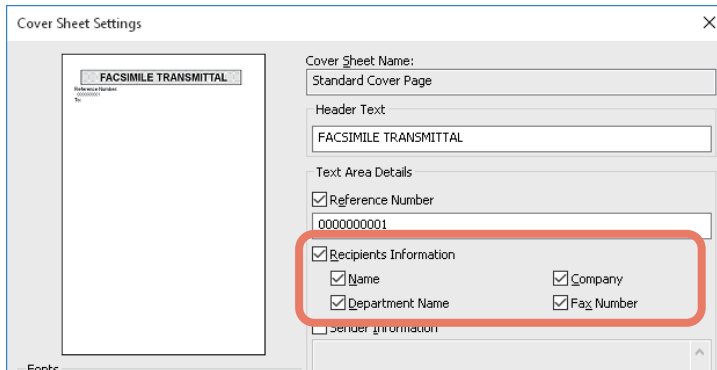 Cover Sheet Settings
FACSIMILE TRANSMITTAL
Reference Number:
0000000001
To:
Cover Sheet Name:
Standard Cover Page
Header Text
FACSIMILE TRANSMITTAL
Text Area Details
Reference Number
0000000001
Recipients Information
Name
Company
Department Name
Fax Number
Sender Information
Fonts